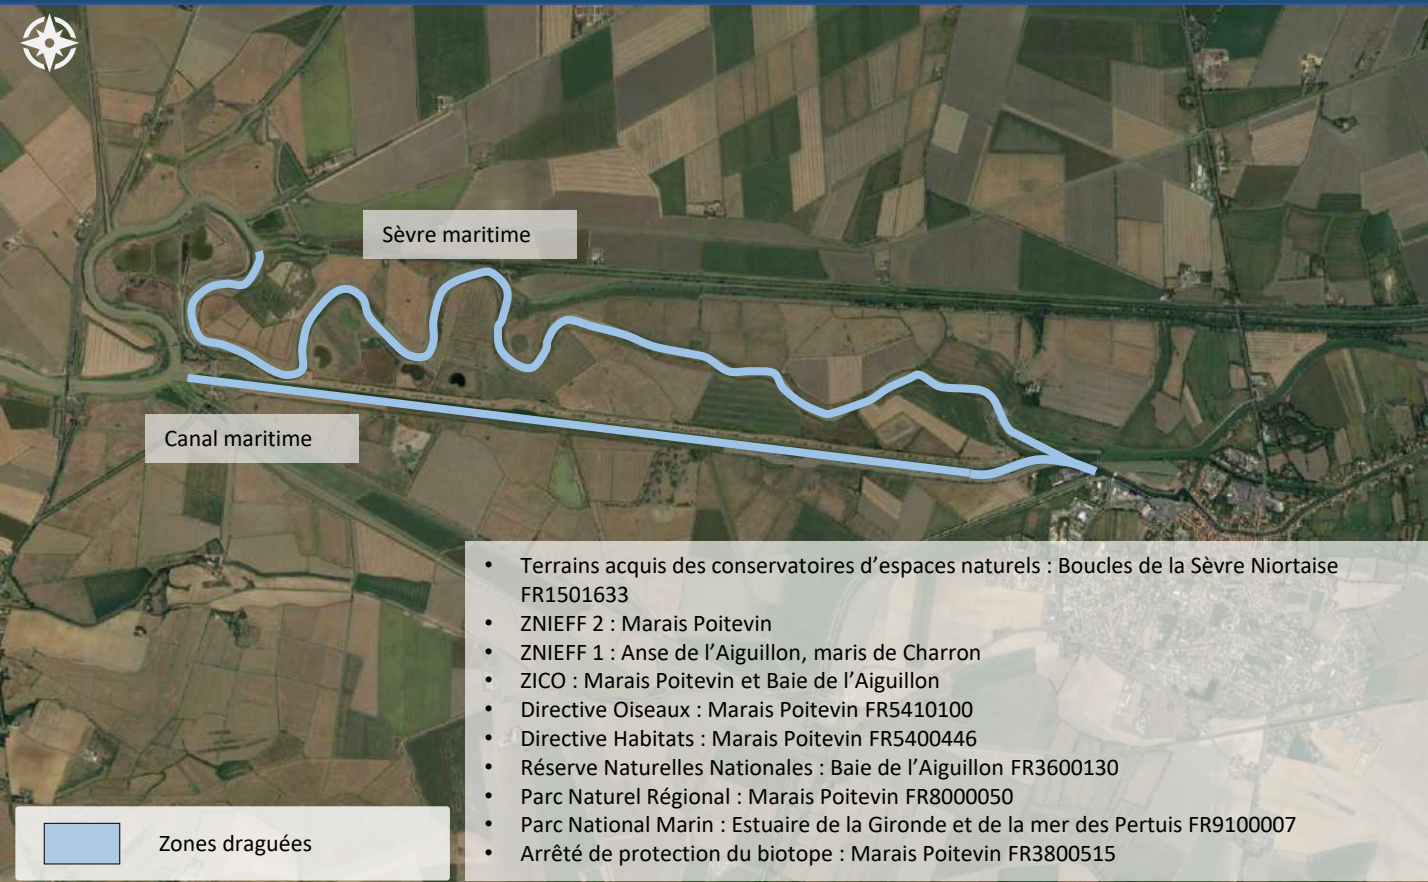 Sèvre maritime
Canal maritime
• Terrains acquis des conservatoires d'espaces naturels : Boucles de la Sèvre Niortaise
FR1501633
• ZNIEFF 2 : Marais Poitevin
• ZNIEFF 1 : Anse de l'Aiguillon, maris de Charron
• ZICO : Marais Poitevin et Baie de l'Aiguillon
• Directive Oiseaux : Marais Poitevin FR5410100
• Directive Habitats : Marais Poitevin FR5400446
• Réserve Naturelles Nationales : Baie de l'Aiguillon FR3600130
• Parc Naturel Régional : Marais Poitevin FR8000050
• Parc National Marin : Estuaire de la Gironde et de la mer des Pertuis FR9100007
• Arrêté de protection du biotope : Marais Poitevin FR3800515
Zones draguées